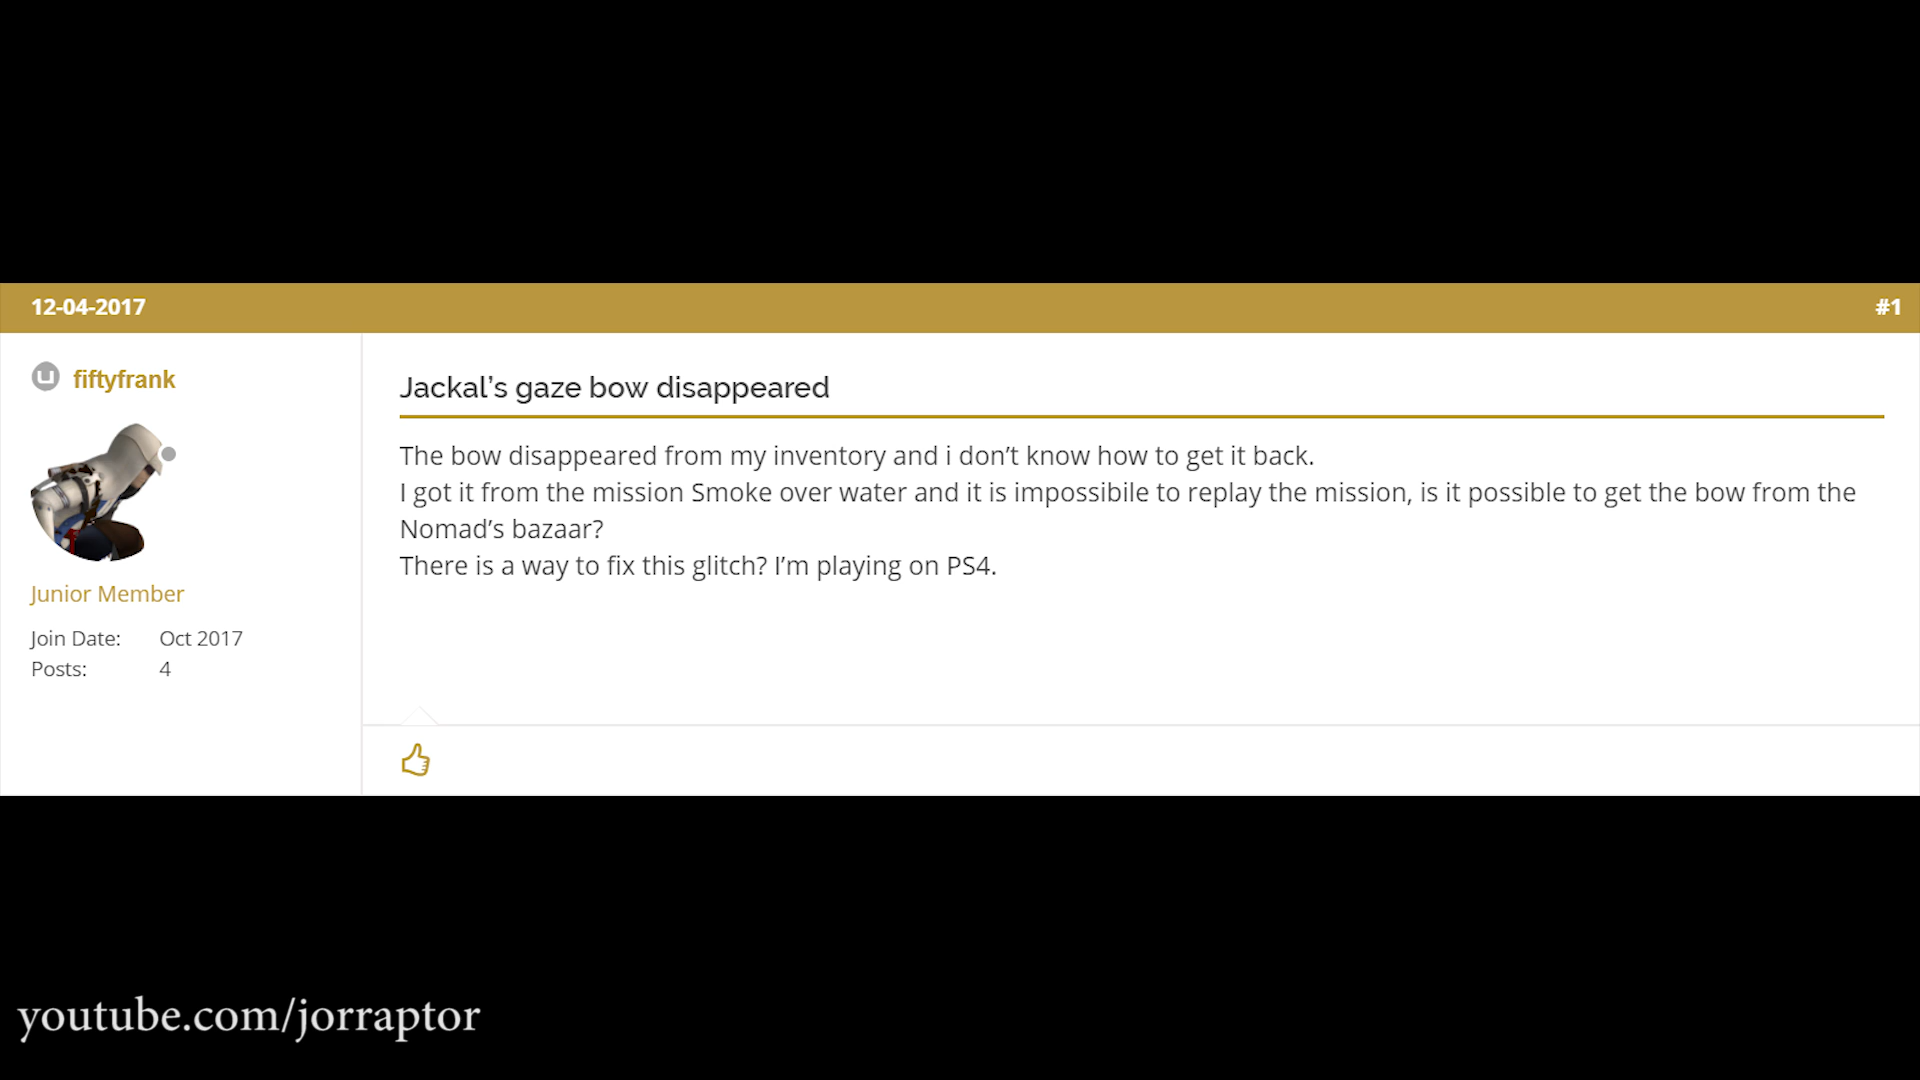 12-04-2017
#1
fiftyfrank
Junior Member
Join Date: Oct 2017
Posts: 4
Jackal’s gaze bow disappeared
The bow disappeared from my inventory and i don’t know how to get it back.
I got it from the mission Smoke over water and it is impossibile to replay the mission, is it possible to get the bow from the
Nomad’s bazaar?
There is a way to fix this glitch? I’m playing on PS4.
youtube.com/jorraptor